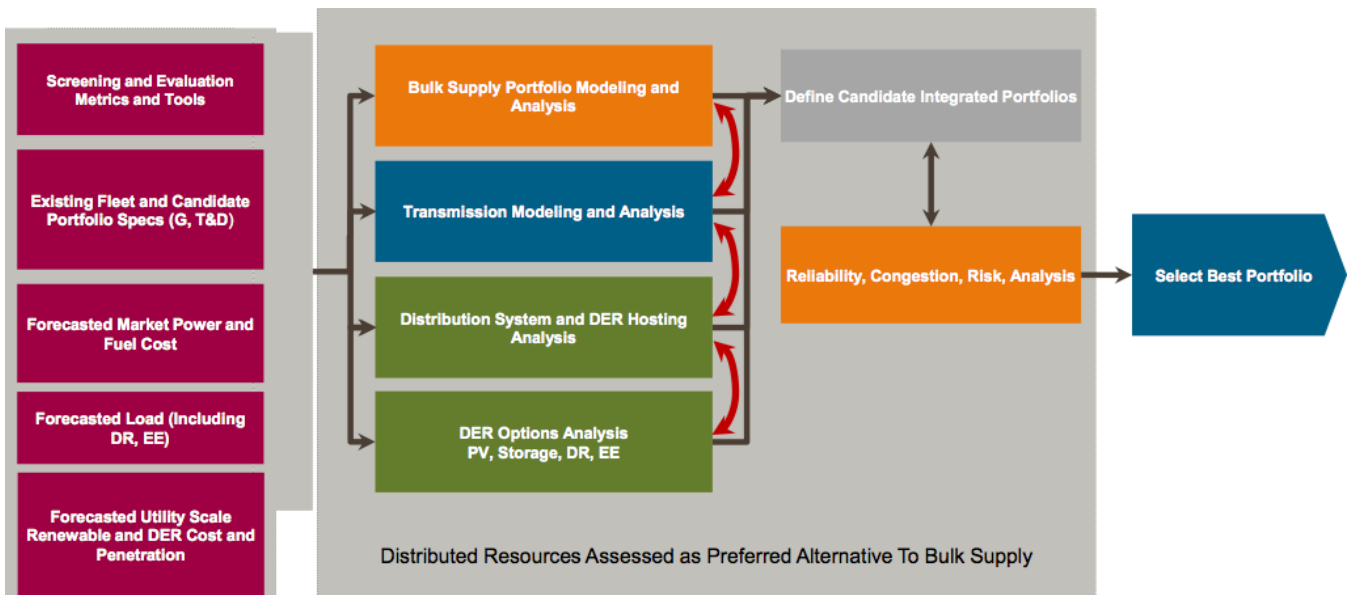 Screening and Evaluation
Metrics and Tools
Existing Fleet and Candidate
Portfolio Specs (G, T&D)
Forecasted Market Power and
Fuel Cost
Forecasted Load (Including
DR, EE)
Forecasted Utility Scale
Renewable and DER Cost and
Penetration
Bulk Supply Portfolio Modeling and
Analysis
Transmission Modeling and Analysis
Distribution System and DER Hosting
Analysis
DER Options Analysis
PV, Storage, DR, EE
Define Candidate Integrated Portfolios
Reliability, Congestion, Risk, Analysis
Select Best Portfolio
Distributed Resources Assessed as Preferred Alternative To Bulk Supply